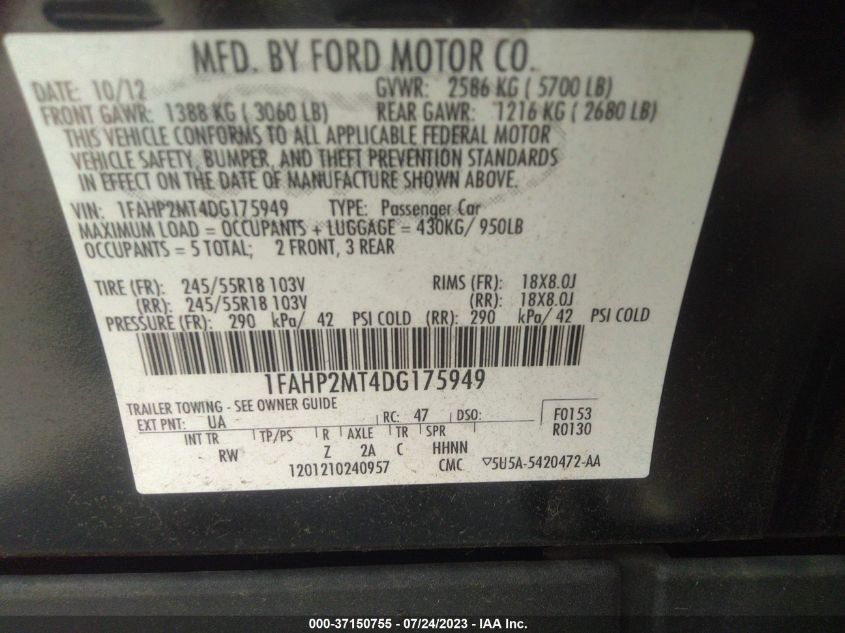 MFD. BY FORD MOTOR CO.
DATE: 10/12 GVWR: 2586 KG ( 5700 LB)
FRONT GAWR: 1388 KG ( 3060 LB) REAR GAWR: 1216 KG ( 2680 LB)
THIS VEHICLE CONFORMS TO ALL APPLICABLE FEDERAL MOTOR
VEHICLE SAFETY, BUMPER, AND THEFT PREVENTION STANDARDS
IN EFFECT ON THE DATE OF MANUFACTURE SHOWN ABOVE.
VIN: 1FAHP2MT4DG175949 TYPE: Passenger Car
MAXIMUM LOAD = OCCUPANTS + LUGGAGE = 430KG/ 950LB
OCCUPANTS = 5 TOTAL; 2 FRONT, 3 REAR
TIRE (FR): 245/55R18 103V RIMS (FR): 18X8.0J
(RR): 245/55R18 103V (RR): 18X8.0J
PRESSURE (FR): 290 kPa/ 42 PSI COLD (RR): 290 kPa/ 42 PSI COLD
1FAHP2MT4DG175949
TRAILER TOWING - SEE OWNER GUIDE
EXT PNT: UA RC: 47 DSO: F0153
INT TR TP/PS R AXLE TR SPR R0130
RW Z 2A C HHNN
1201210240957 CMC ▽5U5A-5420472-AA
000-37150755 - 07/24/2023 - IAA Inc.